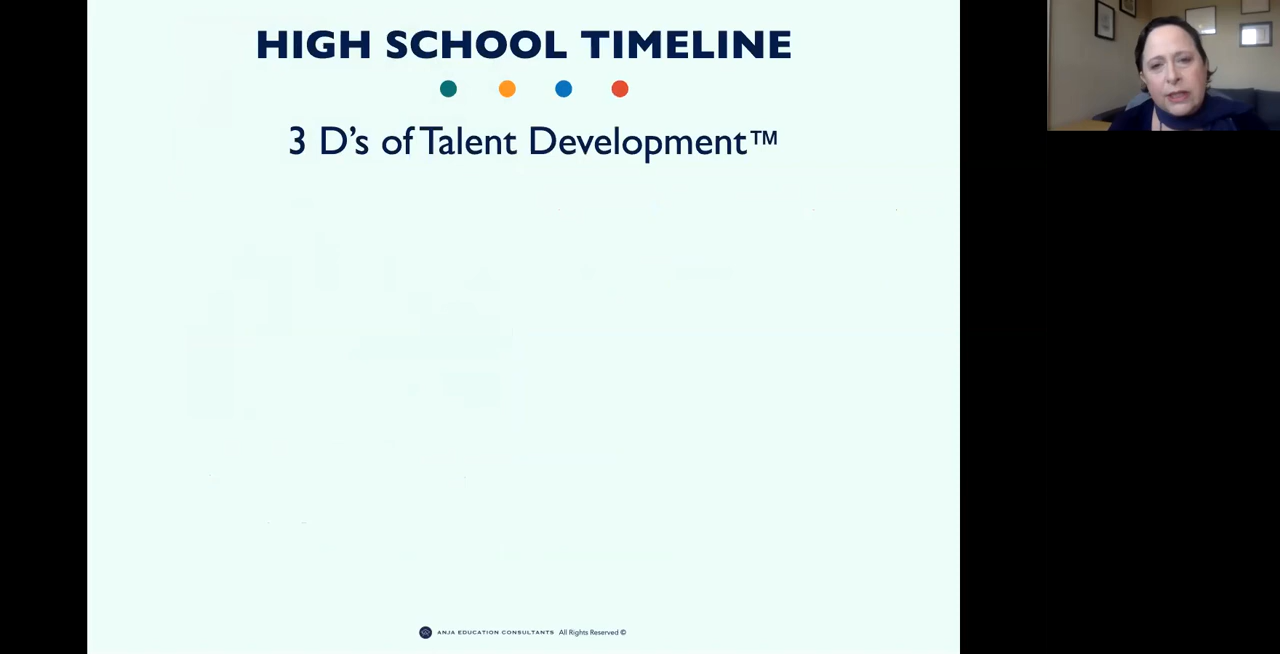 HIGH SCHOOL TIMELINE
3 D's of Talent Development™
ANJA EDUCATION CONSULTANTS All Rights Reserved ©